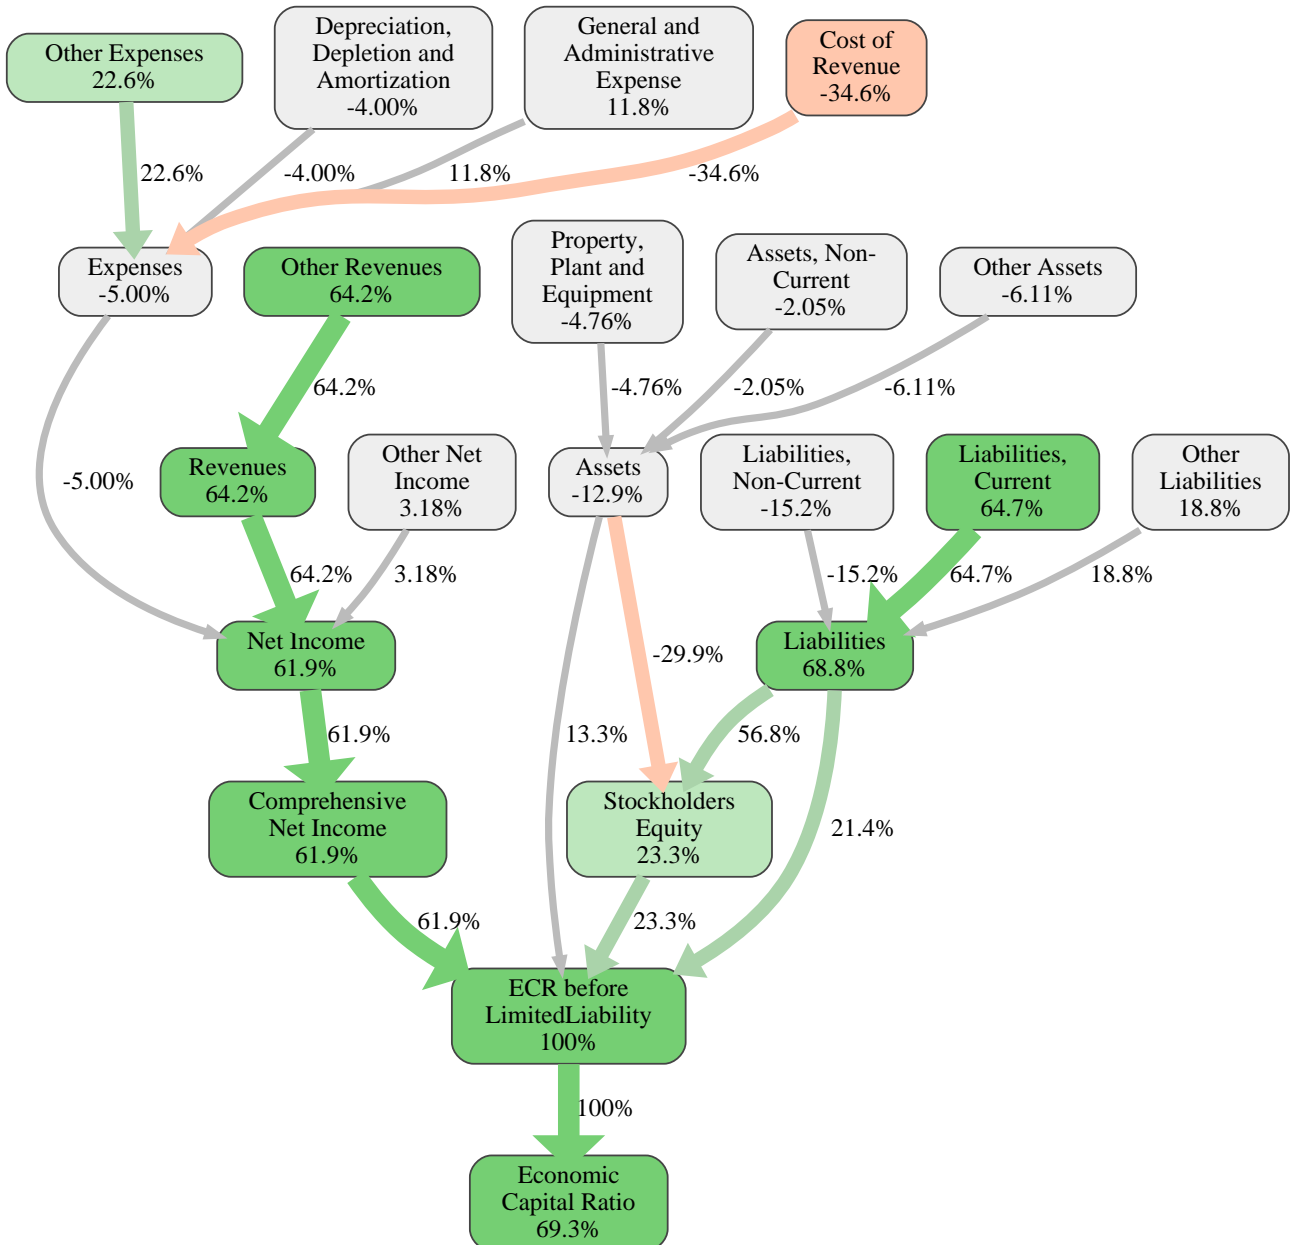 Other Expenses
22.6%
Depreciation,
Depletion and
Amortization
-4.00%
General and
Administrative
Expense
11.8%
Cost of
Revenue
-34.6%
22.6%
-4.00%
11.8%
-34.6%
Expenses
-5.00%
Other Revenues
64.2%
Property,
Plant and
Equipment
-4.76%
Assets, Non-
Current
-2.05%
Other Assets
-6.11%
64.2%
-4.76%
-2.05%
-6.11%
-5.00%
Revenues
64.2%
Other Net
Income
3.18%
Assets
-12.9%
Liabilities,
Non-Current
-15.2%
Liabilities,
Current
64.7%
Other
Liabilities
18.8%
64.2%
3.18%
-15.2%
64.7%
18.8%
Net Income
61.9%
-29.9%
Liabilities
68.8%
61.9%
13.3%
56.8%
Comprehensive
Net Income
61.9%
Stockholders
Equity
23.3%
21.4%
61.9%
23.3%
ECR before
LimitedLiability
100%
100%
Economic
Capital Ratio
69.3%